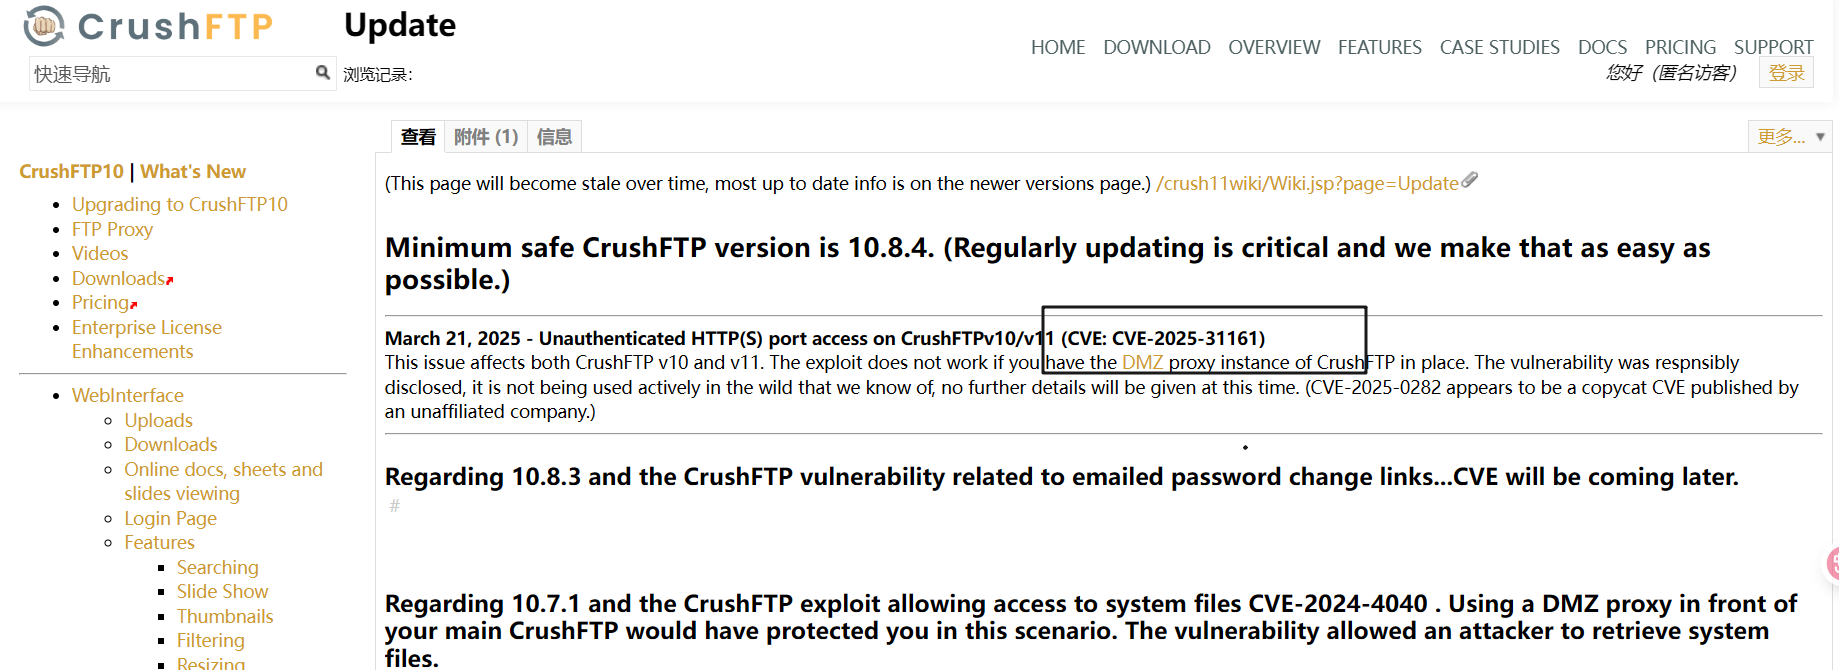 CrushFTP
Update
HOME DOWNLOAD OVERVIEW FEATURES CASE STUDIES DOCS PRICING SUPPORT
快速导航
浏览记录:
您好（匿名访客）
登录
查看 附件 (1) 信息
更多...
CrushFTP10 | What's New
Upgrading to CrushFTP10
FTP Proxy
Videos
Downloads
Pricing
Enterprise License
Enhancements
WebInterface
Uploads
Downloads
Online docs, sheets and
slides viewing
Login Page
Features
Searching
Slide Show
Thumbnails
Filtering
Resizing
(This page will become stale over time, most up to date info is on the newer versions page.) /crush11wiki/Wiki.jsp?page=Update
Minimum safe CrushFTP version is 10.8.4. (Regularly updating is critical and we make that as easy as
possible.)
March 21, 2025 - Unauthenticated HTTP(S) port access on CrushFTPv10/v11 (CVE: CVE-2025-31161)
This issue affects both CrushFTP v10 and v11. The exploit does not work if you have the DMZ proxy instance of CrushFTP in place. The vulnerability was respnsibly
disclosed, it is not being used actively in the wild that we know of, no further details will be given at this time. (CVE-2025-0282 appears to be a copycat CVE published by
an unaffiliated company.)
Regarding 10.8.3 and the CrushFTP vulnerability related to emailed password change links...CVE will be coming later.
#
Regarding 10.7.1 and the CrushFTP exploit allowing access to system files CVE-2024-4040 . Using a DMZ proxy in front of
your main CrushFTP would have protected you in this scenario. The vulnerability allowed an attacker to retrieve system
files.